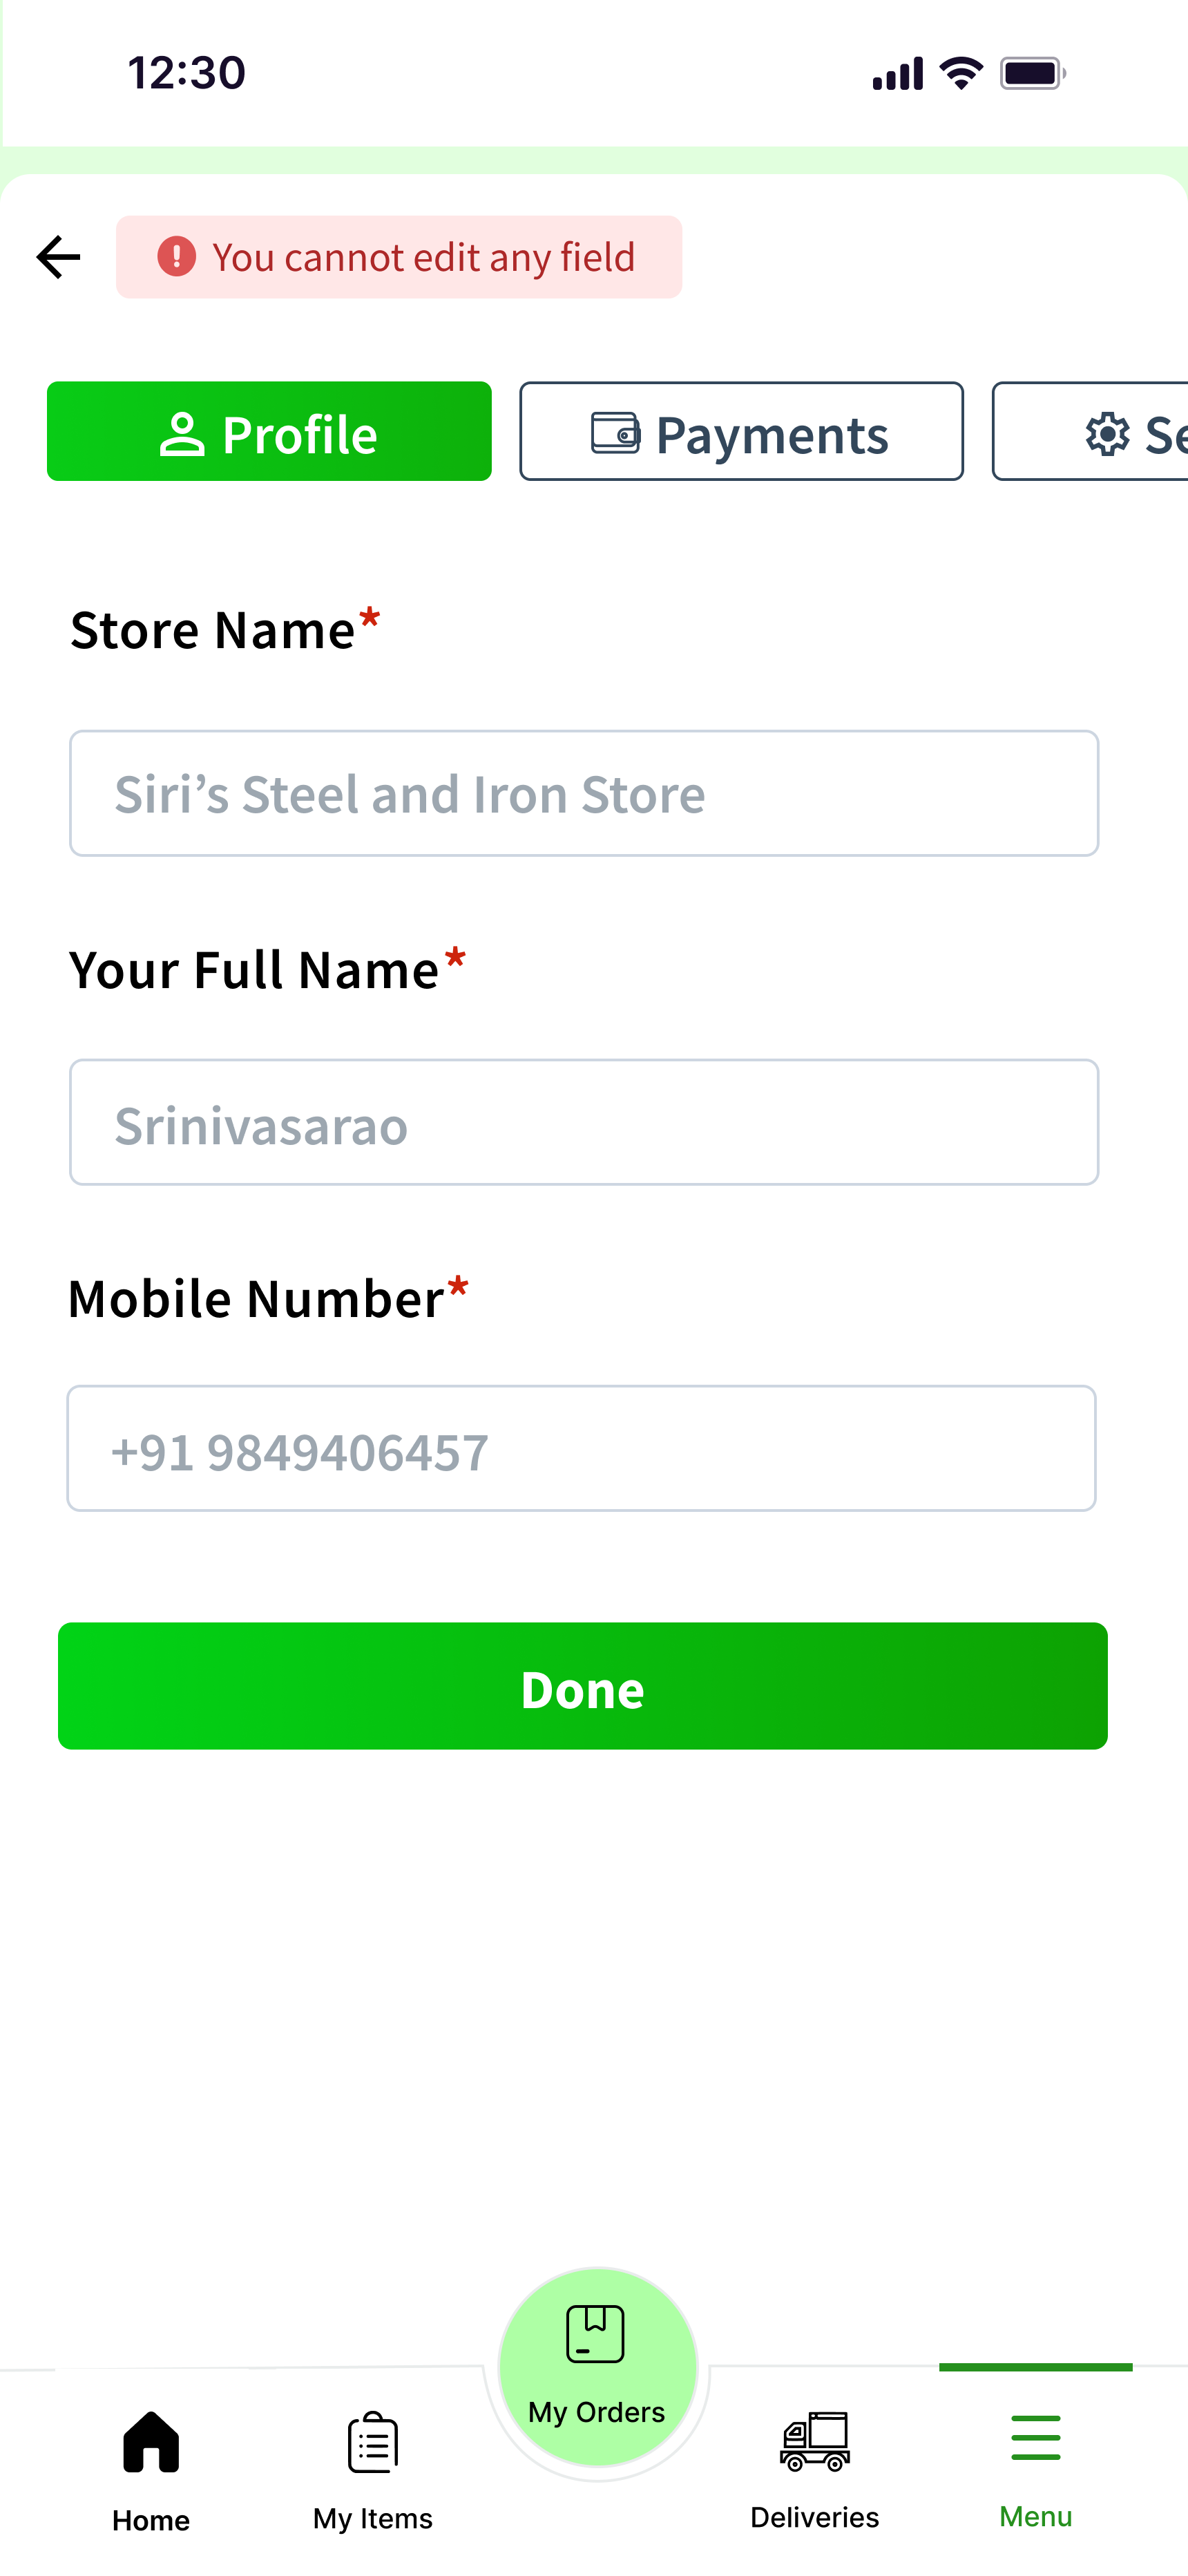 12:30
You cannot edit any field
Profile
Payments
Se
Store Name*
Siri’s Steel and Iron Store
Your Full Name*
Srinivasarao
Mobile Number*
+91 9849406457
Done
My Orders
Home
My Items
Deliveries
Menu